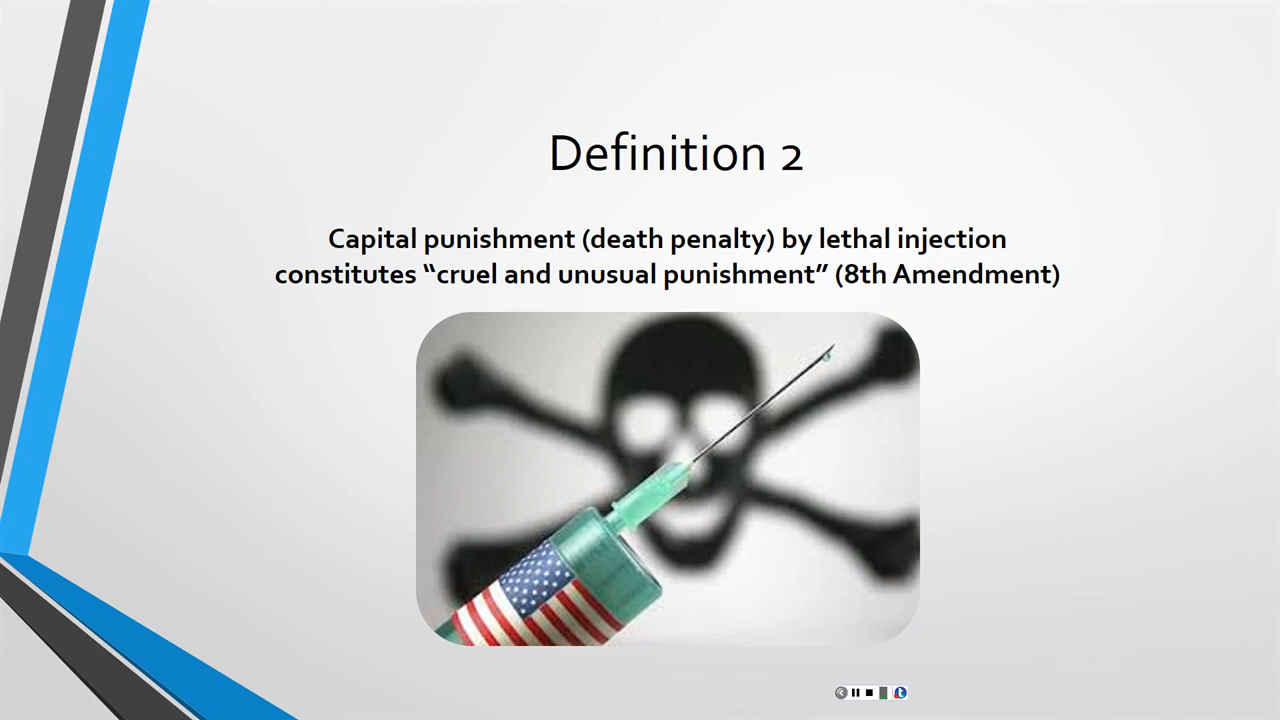 Definition 2
Capital punishment (death penalty) by lethal injection
constitutes “cruel and unusual punishment” (8th Amendment)